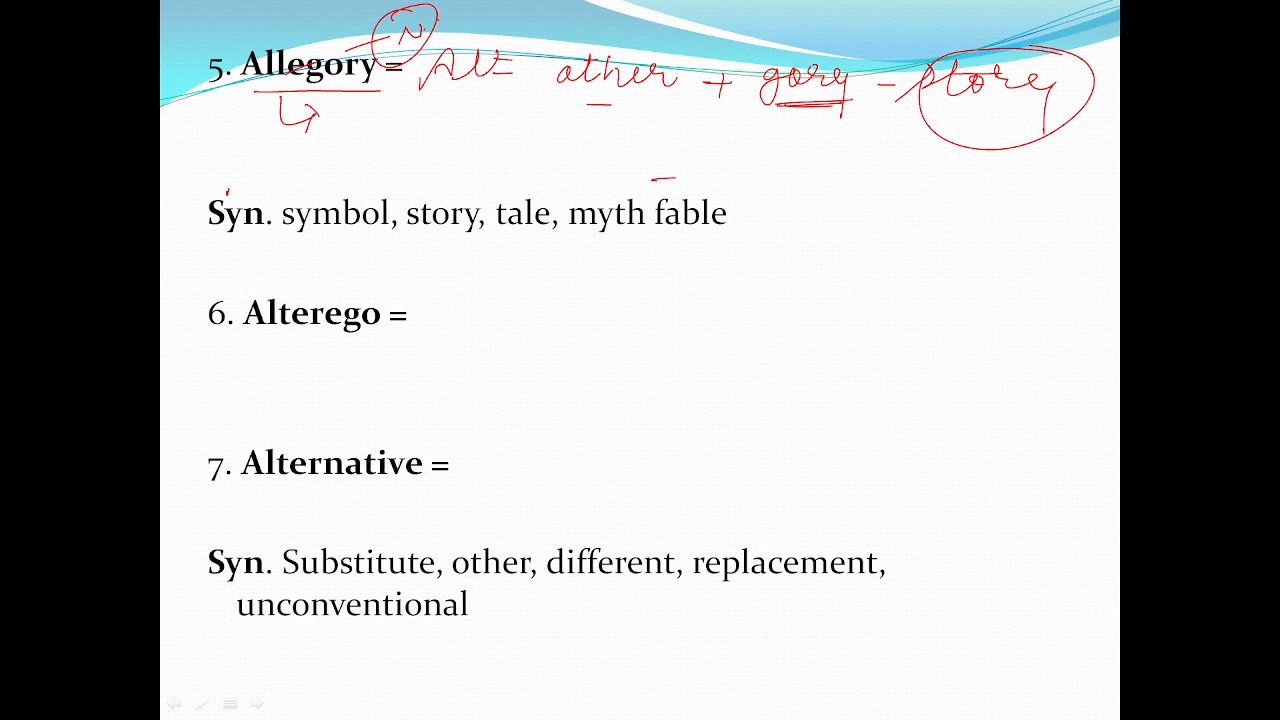 N.
5. Allegory = Alt = other + gory - story
Syn. symbol, story, tale, myth fable
6. Alterego =
7. Alternative =
Syn. Substitute, other, different, replacement,
unconventional